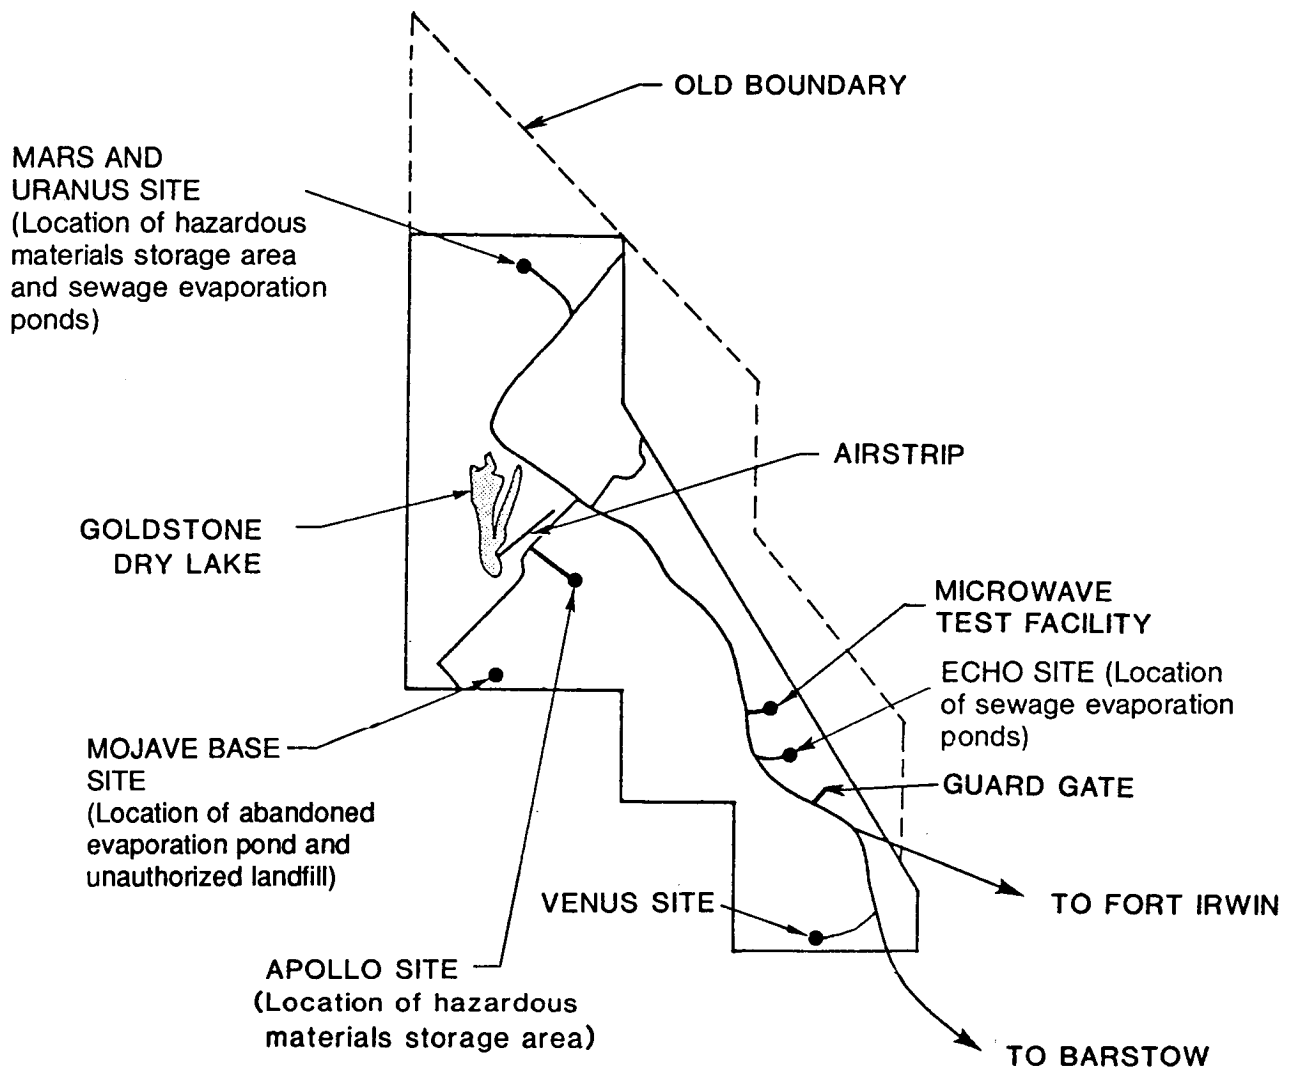 OLD BOUNDARY
MARS AND
URANUS SITE
(Location of hazardous
materials storage area
and sewage evaporation
ponds)
AIRSTRIP
GOLDSTONE
DRY LAKE
MICROWAVE
TEST FACILITY
ECHO SITE (Location
of sewage evaporation
ponds)
GUARD GATE
MOJAVE BASE
SITE
(Location of abandoned
evaporation pond and
unauthorized landfill)
VENUS SITE
TO FORT IRWIN
APOLLO SITE
(Location of hazardous
materials storage area)
TO BARSTOW